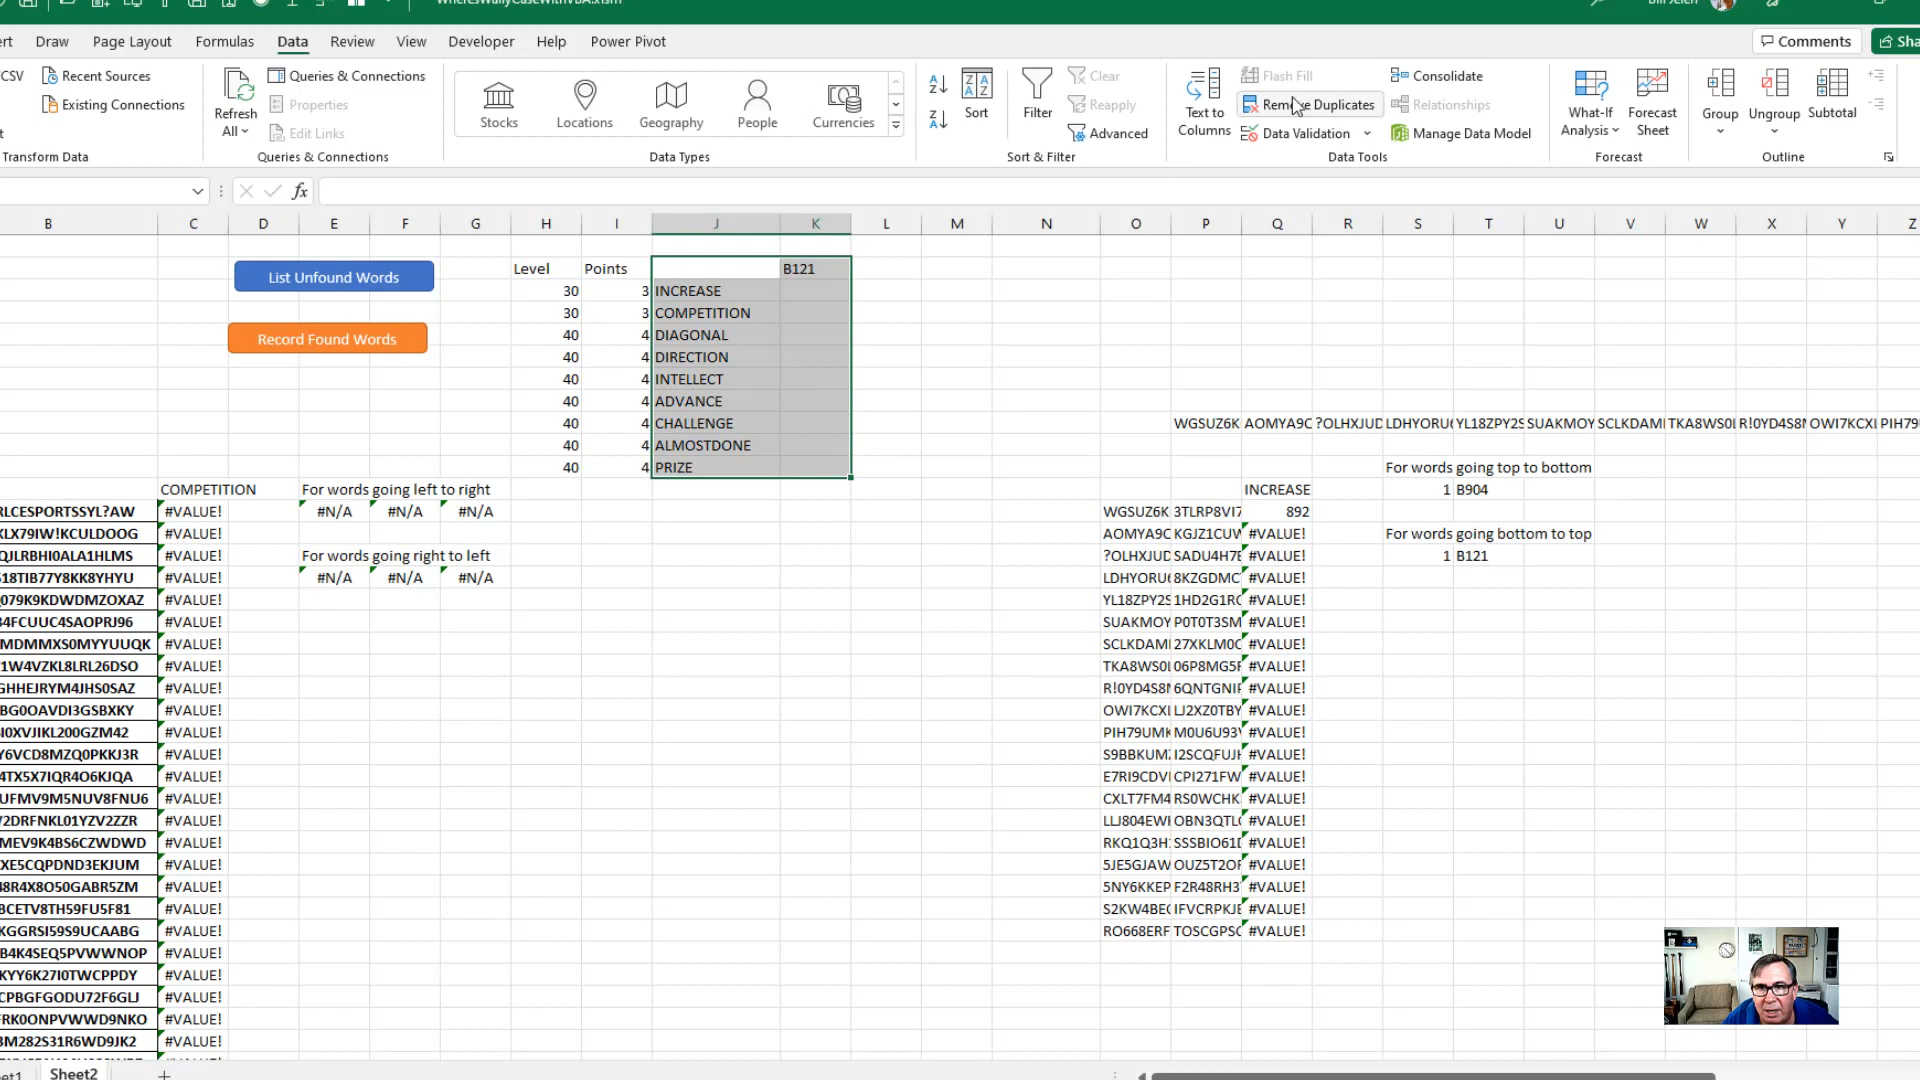 Draw Page Layout Formulas Data Review View Developer Help Power Pivot Comments
Recent Sources
Existing Connections
Transform Data
Refresh All
Queries & Connections
Properties
Edit Links
Queries & Connections
Stocks Locations Geography People Currencies
Data Types
Sort
Filter
Clear
Reapply
Advanced
Sort & Filter
Text to Columns
Flash Fill
Remove Duplicates
Data Validation
Consolidate
Relationships
Manage Data Model
Data Tools
What-If Analysis
Forecast Sheet
Forecast
Group Ungroup Subtotal
Outline
fx
B C D E F G H I J K L M N O P Q R S T U V W X Y Z
List Unfound Words Level Points B121
30 3 INCREASE
30 3 COMPETITION
Record Found Words 40 4 DIAGONAL
40 4 DIRECTION
40 4 INTELLECT
40 4 ADVANCE
40 4 CHALLENGE WGSUZ6K AOMYA9C ?OLHXJUD LDHYORU YL18ZPY2S SUAKMOY SCLKDAM TKA8WS0 R!0YD4S8 OWI7KCX PIH79
40 4 ALMOSTDONE
40 4 PRIZE For words going top to bottom
COMPETITION For words going left to right INCREASE 1 B904
RLCESPORTSSYL?AW #VALUE! #N/A #N/A #N/A WGSUZ6K 3TLRP8VI7 892
KLX79IW!KCULDOOG #VALUE! AOMYA9C KGJZ1CUW #VALUE! For words going bottom to top
QJLRBHI0ALA1HLMS #VALUE! For words going right to left ?OLHXJUD SADU4H7 #VALUE! 1 B121
18TIB77Y8KK8YHYU #VALUE! #N/A #N/A #N/A LDHYORU 8KZGDMC #VALUE!
079K9KDWDMZOXAZ #VALUE! YL18ZPY2S 1HD2G1R #VALUE!
4FCUUC4SAOPRJ96 #VALUE! SUAKMOY P0T0T3SM #VALUE!
MDMMXS0MYYUUQK #VALUE! SCLKDAM 27XKLM0 #VALUE!
1W4VZKL8LRL26DSO #VALUE! TKA8WS0 06P8MG5 #VALUE!
GHHEJRYM4JHS0SAZ #VALUE! R!0YD4S8 6QNTGNI #VALUE!
BG0OAVDI3GSBXKY #VALUE! OWI7KCX LJ2XZ0TBY #VALUE!
I0XVJIKL200GZM42 #VALUE! PIH79UMK M0U6U93 #VALUE!
Y6VCD8MZQ0PKKJ3R #VALUE! S9BBKUM I2SCQFUJ #VALUE!
4TX5X7IQR4O6KJQA #VALUE! E7RI9CDV CPI271FW #VALUE!
UFMV9M5NUV8FNU6 #VALUE! CXLT7FM4 RS0WCHK #VALUE!
2DRFNKL01YZV2ZZR #VALUE! LLJ804EW OBN3QTL #VALUE!
MEV9K4BS6CZWDWD #VALUE! RKQ1Q3H SSSBIO61 #VALUE!
XE5CQPDND3EKJUM #VALUE! 5JE5GJAW OUZ5T2O #VALUE!
48R4X8O50GABR5ZM #VALUE! 5NY6KKEP F2R48RH3 #VALUE!
BCETV8TH59FU5F81 #VALUE! S2KW4BE IFVCRPKJ #VALUE!
KGGRSI59S9UCAABG #VALUE! RO668ERF TOSCGPS #VALUE!
B4K4SEQ5PVWWNOP #VALUE!
KYY6K27I0TWCPPDY #VALUE!
CPBGFGODU72F6GLJ #VALUE!
FRK0ONPVWWD9NKO #VALUE!
3M282S31R6WD9JK2 #VALUE!
Sheet2